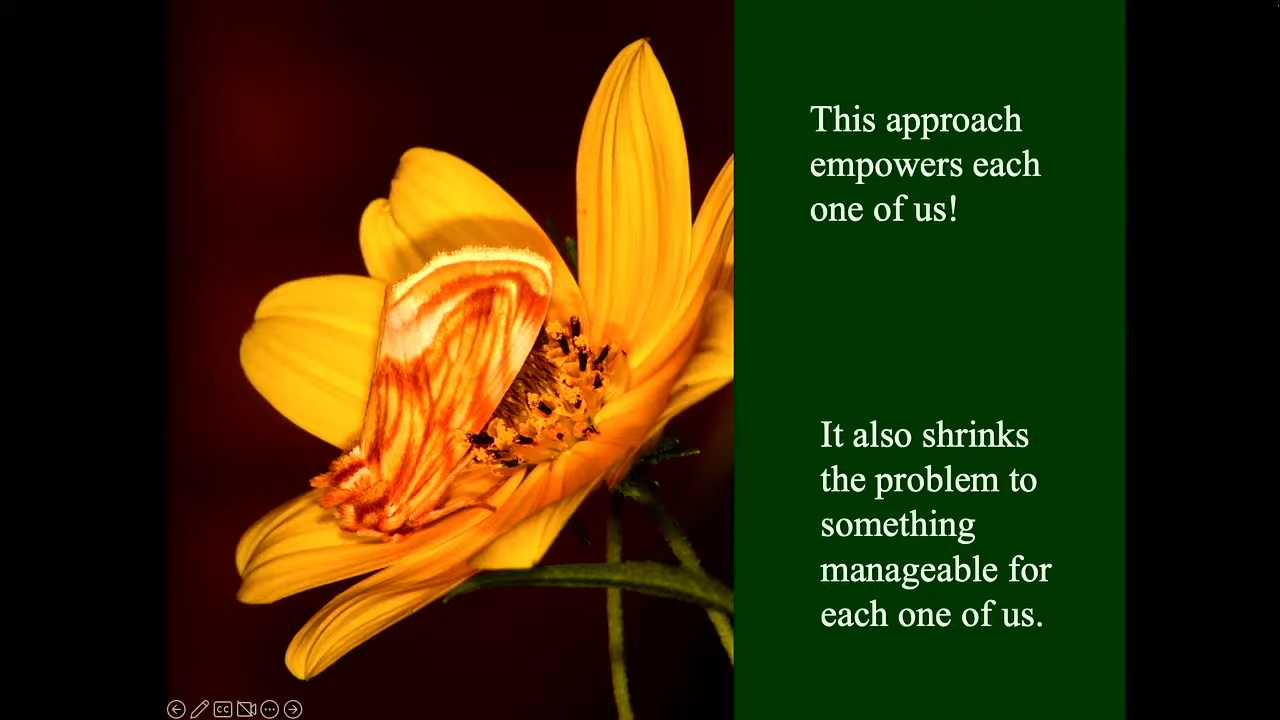 This approach
empowers each
one of us!
It also shrinks
the problem to
something
manageable for
each one of us.
CC